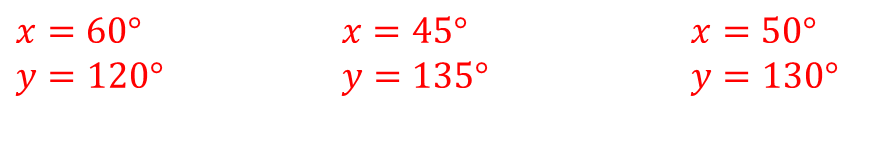 x = 60° x = 45° x = 50°
y = 120° y = 135° y = 130°